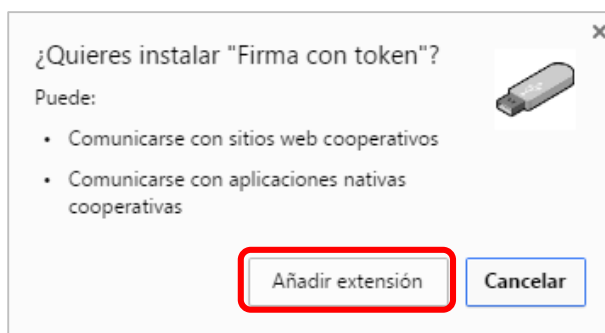 ¿Quieres instalar "Firma con token"?
Puede:
• Comunicarse con sitios web cooperativos
• Comunicarse con aplicaciones nativas
cooperativas
Añadir extensión Cancelar